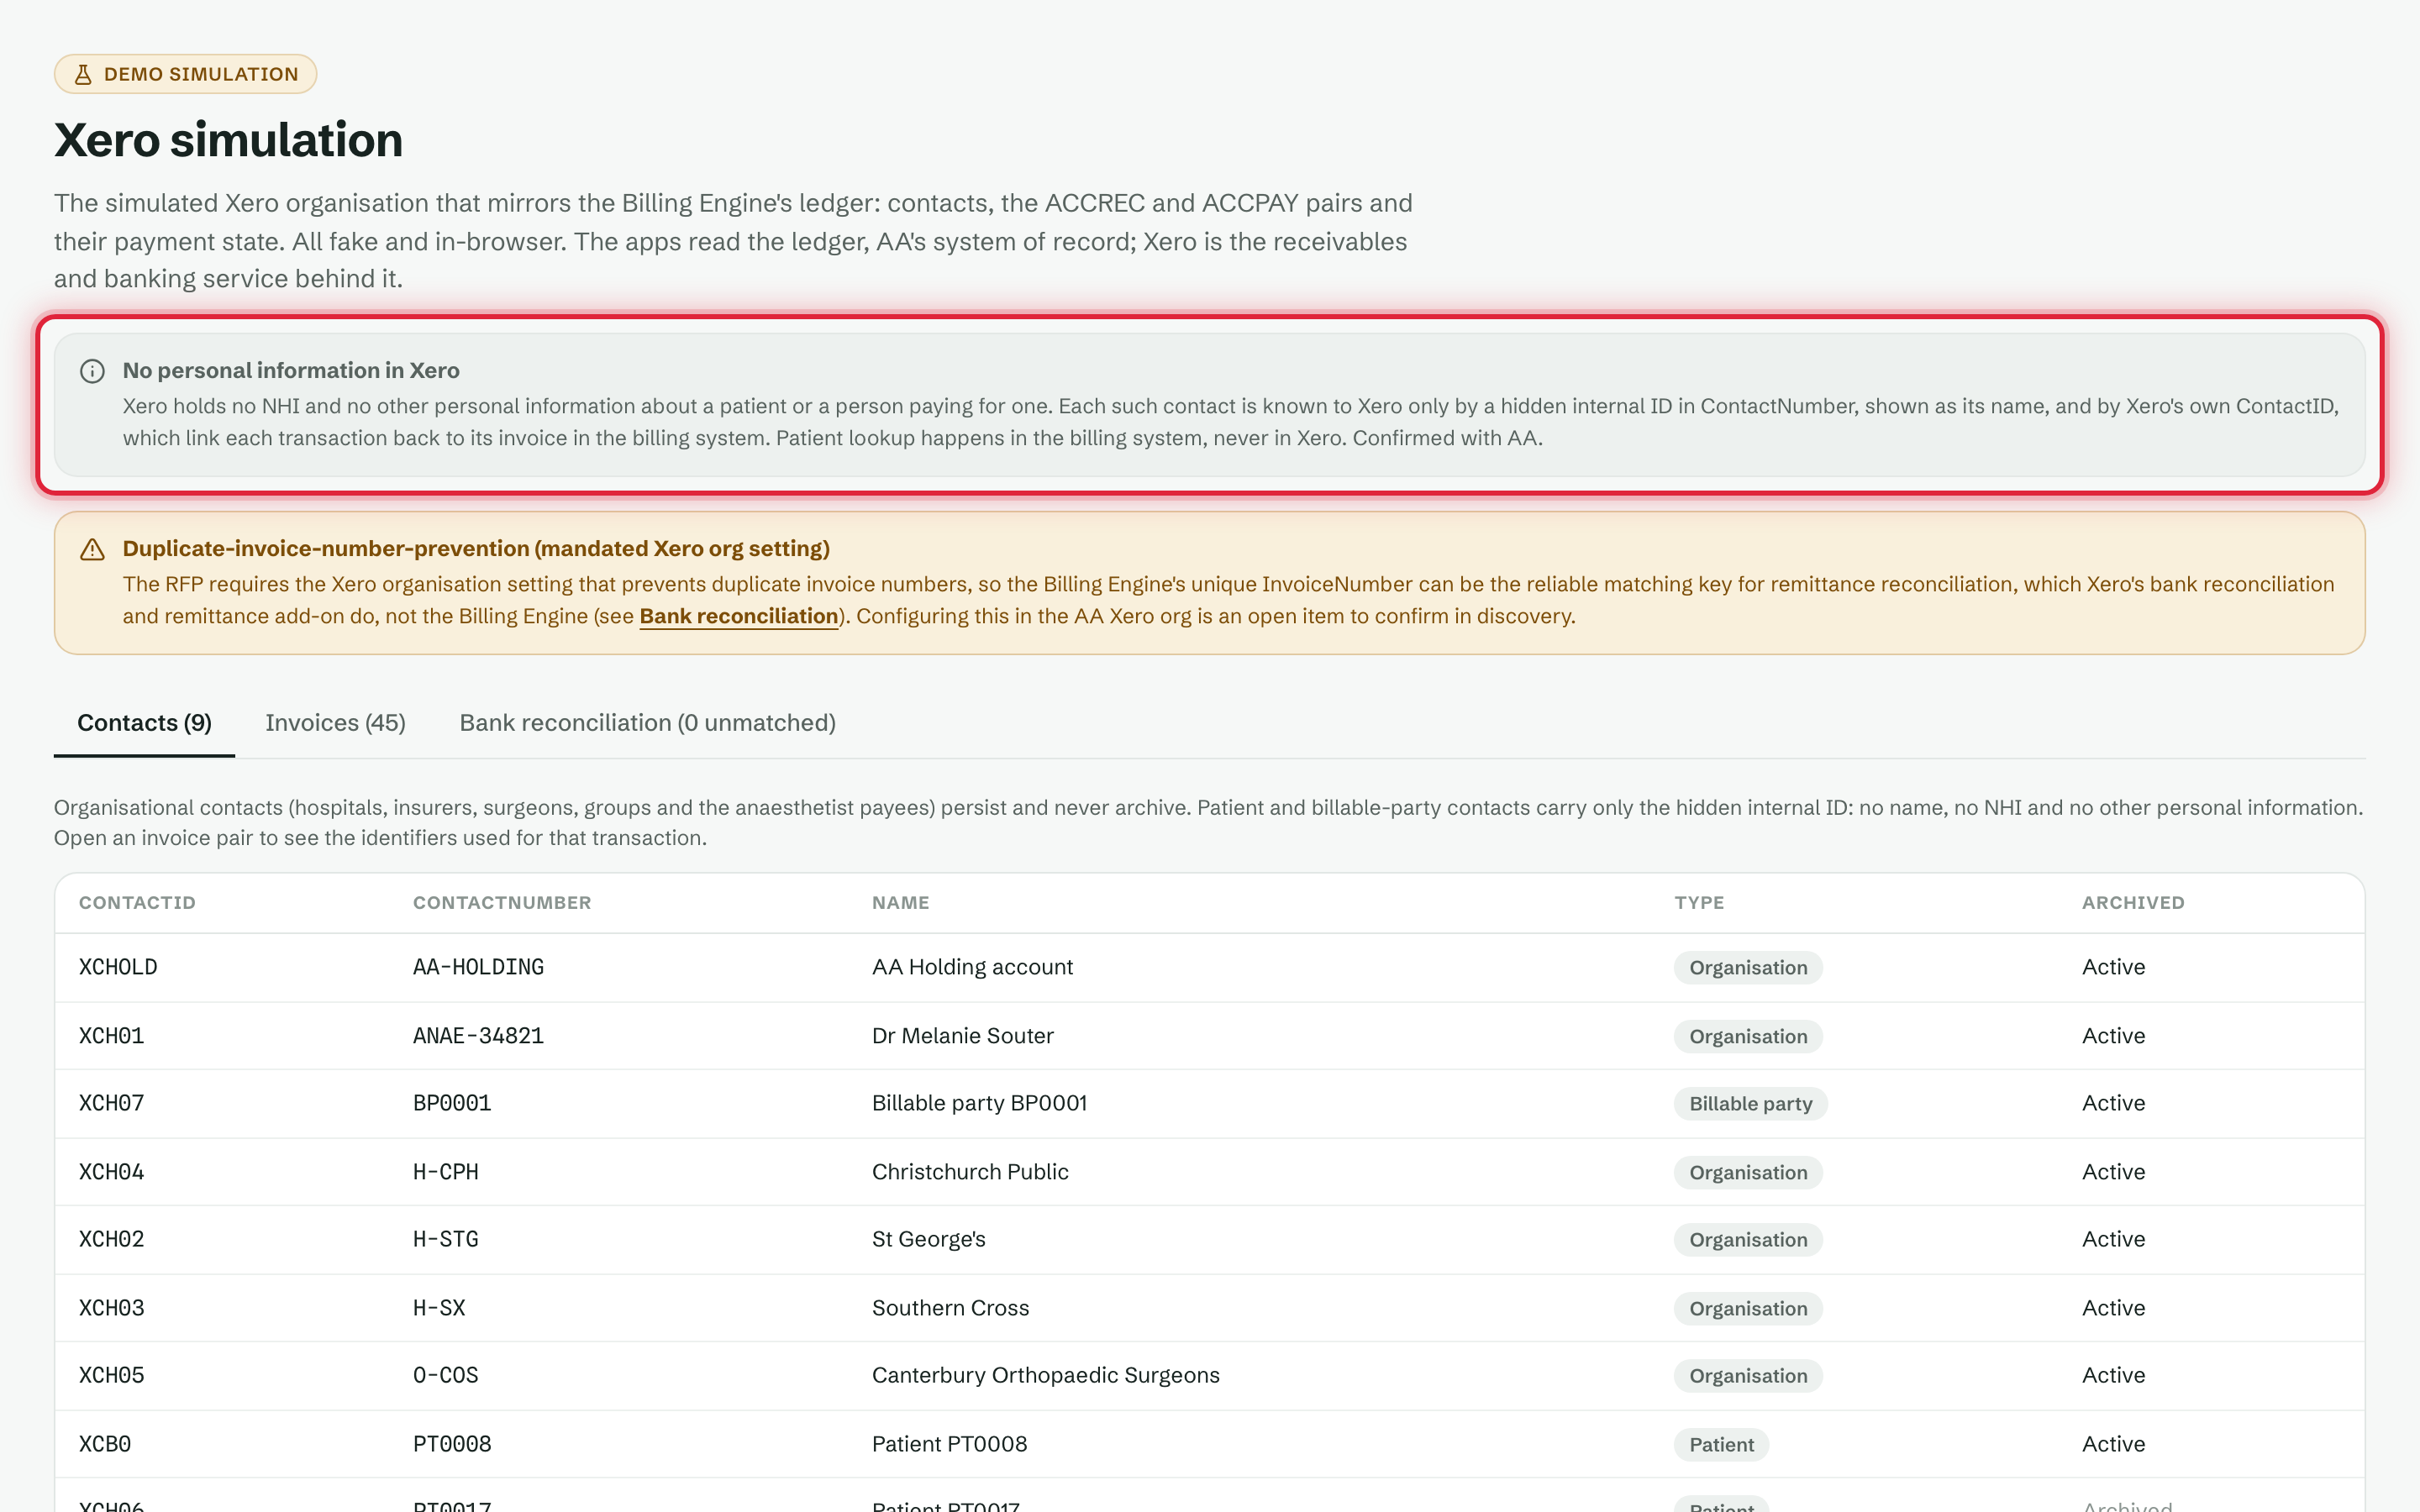 DEMO SIMULATION
Xero simulation
The simulated Xero organisation that mirrors the Billing Engine's ledger: contacts, the ACCREC and ACCPAY pairs and
their payment state. All fake and in-browser. The apps read the ledger, AA's system of record; Xero is the receivables
and banking service behind it.
No personal information in Xero
Xero holds no NHI and no other personal information about a patient or a person paying for one. Each such contact is known to Xero only by a hidden internal ID in ContactNumber, shown as its name, and by Xero's own ContactID,
which link each transaction back to its invoice in the billing system. Patient lookup happens in the billing system, never in Xero. Confirmed with AA.
Duplicate-invoice-number-prevention (mandated Xero org setting)
The RFP requires the Xero organisation setting that prevents duplicate invoice numbers, so the Billing Engine's unique InvoiceNumber can be the reliable matching key for remittance reconciliation, which Xero's bank reconciliation
and remittance add-on do, not the Billing Engine (see Bank reconciliation). Configuring this in the AA Xero org is an open item to confirm in discovery.
Contacts (9) Invoices (45) Bank reconciliation (0 unmatched)
Organisational contacts (hospitals, insurers, surgeons, groups and the anaesthetist payees) persist and never archive. Patient and billable-party contacts carry only the hidden internal ID: no name, no NHI and no other personal information.
Open an invoice pair to see the identifiers used for that transaction.
CONTACTID CONTACTNUMBER NAME TYPE ARCHIVED
XCHOLD AA-HOLDING AA Holding account Organisation Active
XCH01 ANAE-34821 Dr Melanie Souter Organisation Active
XCH07 BP0001 Billable party BP0001 Billable party Active
XCH04 H-CPH Christchurch Public Organisation Active
XCH02 H-STG St George's Organisation Active
XCH03 H-SX Southern Cross Organisation Active
XCH05 O-COS Canterbury Orthopaedic Surgeons Organisation Active
XCB0 PT0008 Patient PT0008 Patient Active
XCH06 PT0017 Patient PT0017 Patient Archived